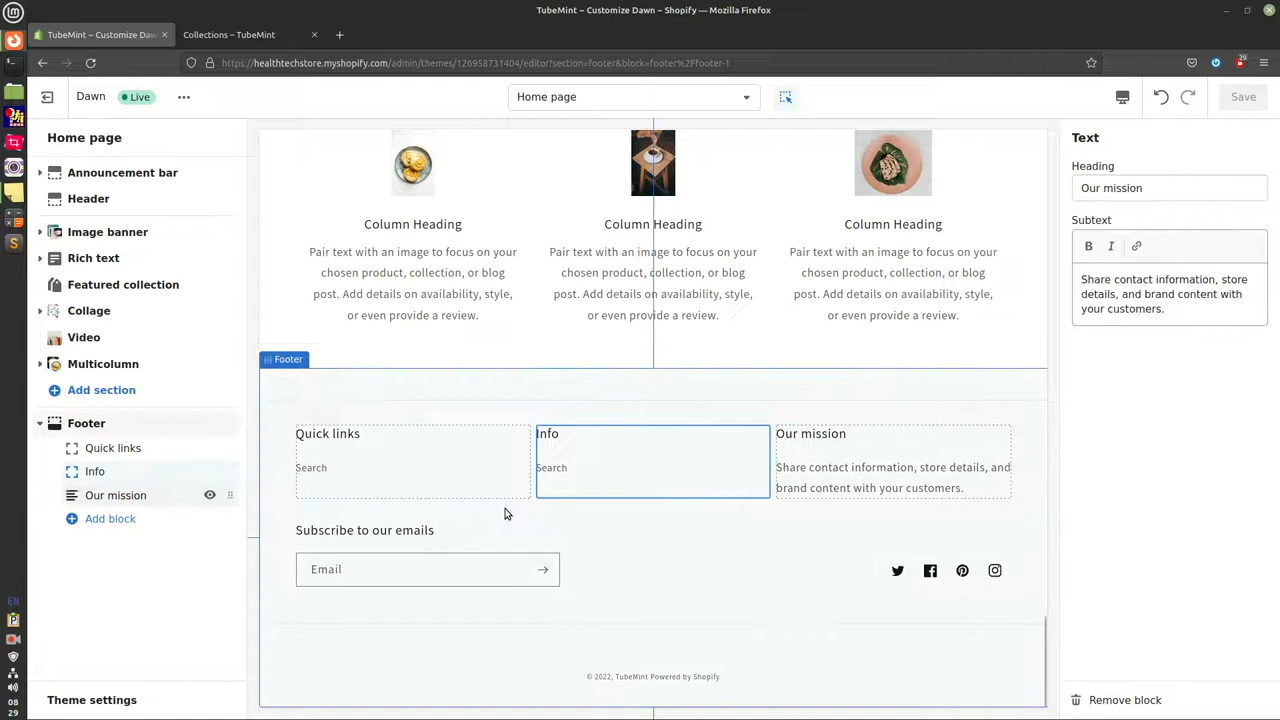 TubeMint ~ Customize Dawn ~ Shopify — Mozilla Firefox
TubeMint ~ Customize Daw
Collections ~ TubeMint
https://healthtechstore.myshopify.com/admin/themes/126958731404/editor?section=footer&block=footer%2Ffooter-1
29
Dawn
Live
Home page
Save
Home page
Announcement bar
Header
Image banner
Rich text
Featured collection
Collage
Video
Multicolumn
Add section
Footer
Quick links
Info
Our mission
Add block
Theme settings
Column Heading
Pair text with an image to focus on your
chosen product, collection, or blog
post. Add details on availability, style,
or even provide a review.
Column Heading
Pair text with an image to focus on your
chosen product, collection, or blog
post. Add details on availability, style,
or even provide a review.
Column Heading
Pair text with an image to focus on your
chosen product, collection, or blog
post. Add details on availability, style,
or even provide a review.
Footer
Quick links
Search
Info
Search
Our mission
Share contact information, store details, and
brand content with your customers.
Subscribe to our emails
Email
© 2022, TubeMint Powered by Shopify
Text
Heading
Our mission
Subtext
B
I
Share contact information, store
details, and brand content with
your customers.
Remove block
EN
08
29